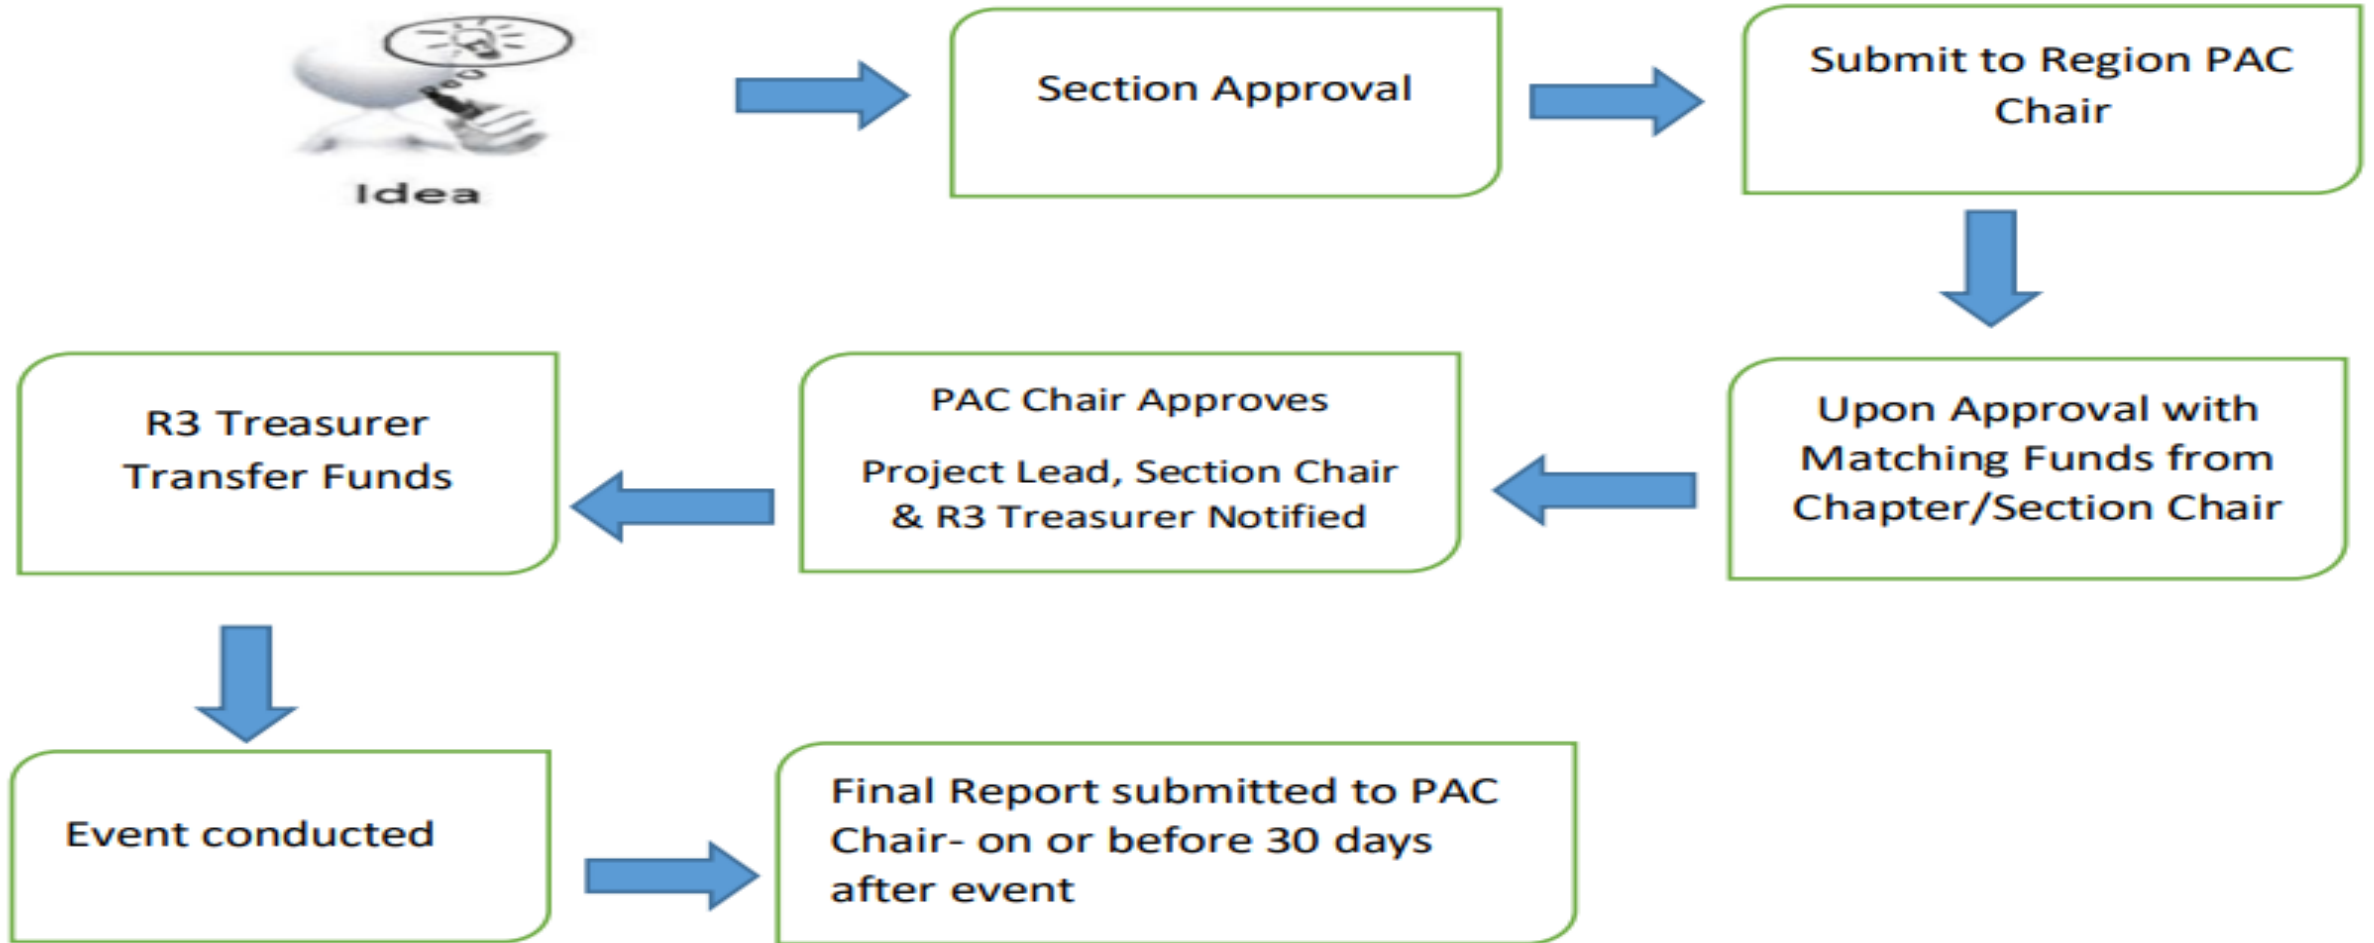 Idea
Section Approval
Submit to Region PAC
Chair
Upon Approval with
Matching Funds from
Chapter/Section Chair
PAC Chair Approves
Project Lead, Section Chair
& R3 Treasurer Notified
R3 Treasurer
Transfer Funds
Event conducted
Final Report submitted to PAC
Chair- on or before 30 days
after event